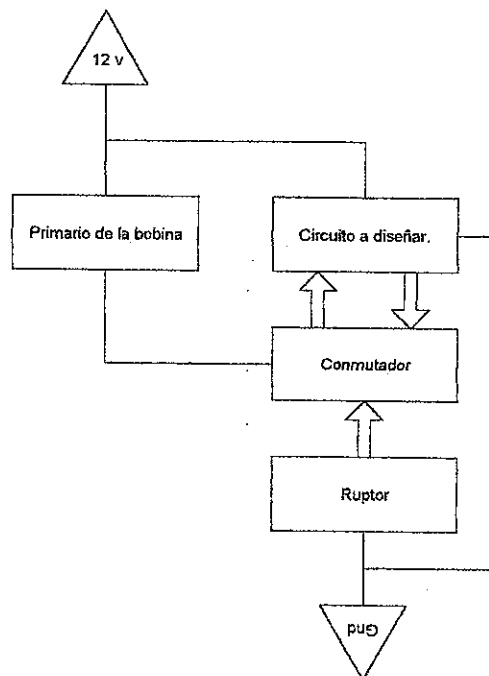 12 v
Primario de la bobina
Circuito a diseñar.
Conmutador
Ruptor
Gnd